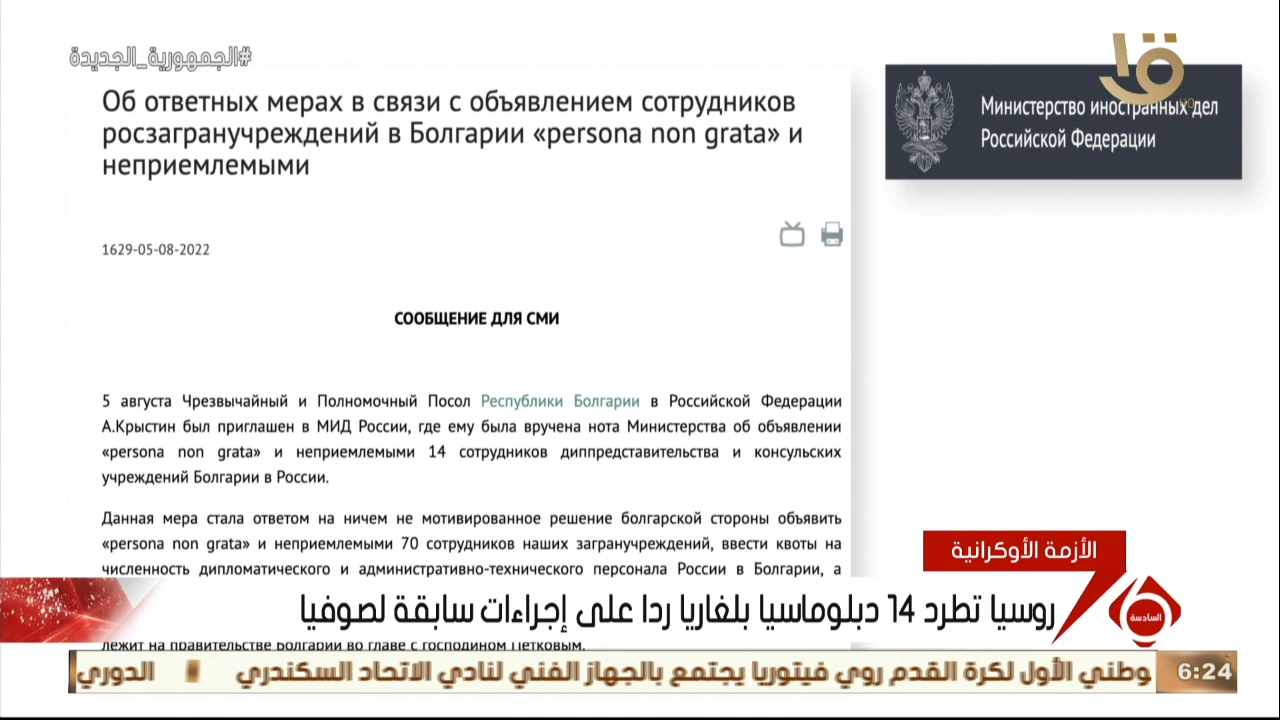 #الجمهورية_الجديدة
Об ответных мерах в связи с объявлением сотрудников
росзагранучреждений в Болгарии «persona non grata» и
неприемлемыми
1629-05-08-2022
СООБЩЕНИЕ ДЛЯ СМИ
5 августа Чрезвычайный и Полномочный Посол Республики Болгарии в Российской Федерации
А.Крыстин был приглашен в МИД России, где ему была вручена нота Министерства об объявлении
«persona non grata» и неприемлемыми 14 сотрудников диппредставительства и консульских
учреждений Болгарии в России.
Данная мера стала ответом на ничем не мотивированное решение болгарской стороны объявить
«persona non grata» и неприемлемыми 70 сотрудников наших загранучреждений, ввести квоты на
численность дипломатического и административно-технического персонала России в Болгарии, а
лежит на правительстве Болгарии во главе с господином Петковым.
Министерство иностранных дел
Российской Федерации
الأزمة الأوكرانية
روسيا تطرد 14 دبلوماسيا بلغاريا ردا على إجراءات سابقة لصوفيا
السادسة
وطني الأول لكرة القدم روي فيتوريا يجتمع بالجهاز الفني لنادي الاتحاد السكندري
الدوري
6:24